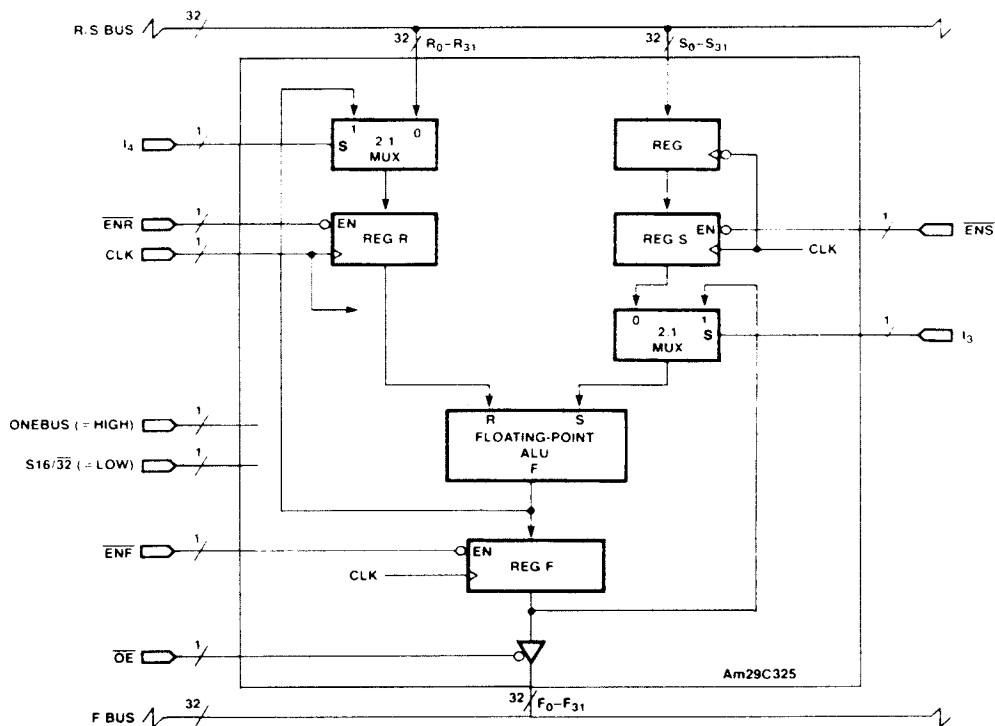 R.S BUS
32
32
R0–R31
32
S0–S31
I4
1
1
0
S
2:1
MUX
REG
ENR
1
EN
REG R
CLK
1
EN
REG S
1
ENS
CLK
0
1
2:1
MUX
S
1
I3
ONEBUS (=HIGH)
1
S16/32 (=LOW)
1
R
S
FLOATING-POINT
ALU
F
ENF
1
EN
REG F
CLK
OE
1
Am29C325
32
F0–F31
F BUS
32